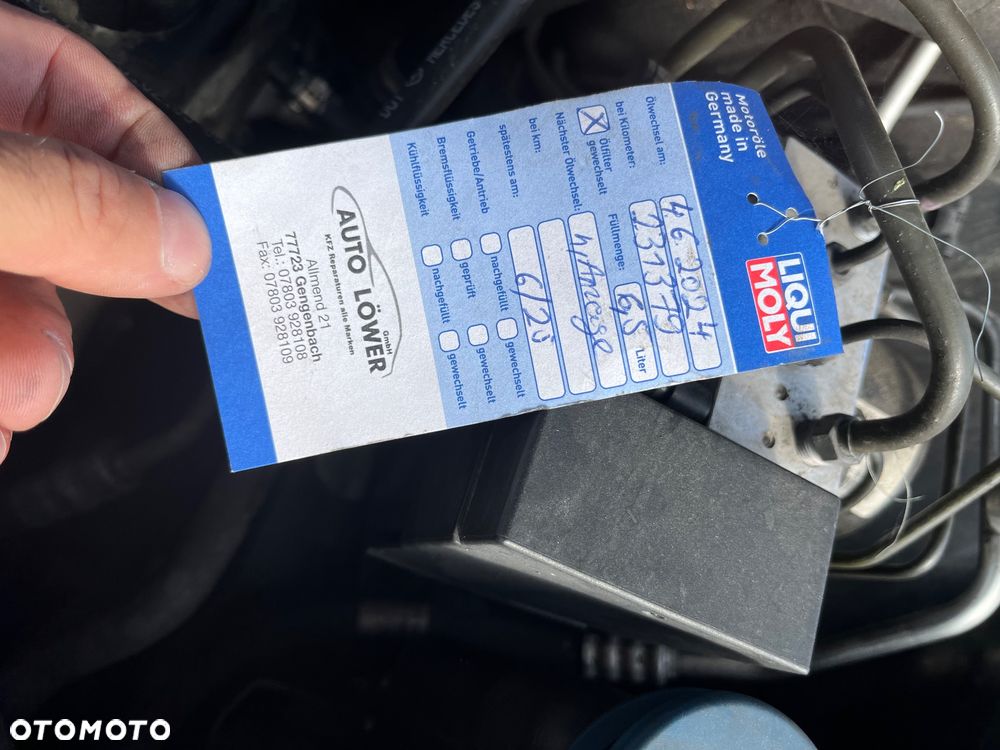 Motoröle
made in
Germany
LIQUI
MOLY
Ölwechsel am: 4.6.2024
bei Kilometer: 231379
X Ölfilter gewechselt Füllmenge: 6,5 Liter
Nächster Ölwechsel:
bei km: n. Anzeige
spätestens am: 6/25
Getriebe/Antrieb nachgefüllt gewechselt
Bremsflüssigkeit geprüft gewechselt
Kühlflüssigkeit nachgefüllt gewechselt
AUTO LÖWER
GmbH
KFZ Reparaturen alle Marken
Allmend 21
77723 Gengenbach
Tel.: 07803 928108
Fax: 07803 928109
OUT MERCEDES
OTOMOTO